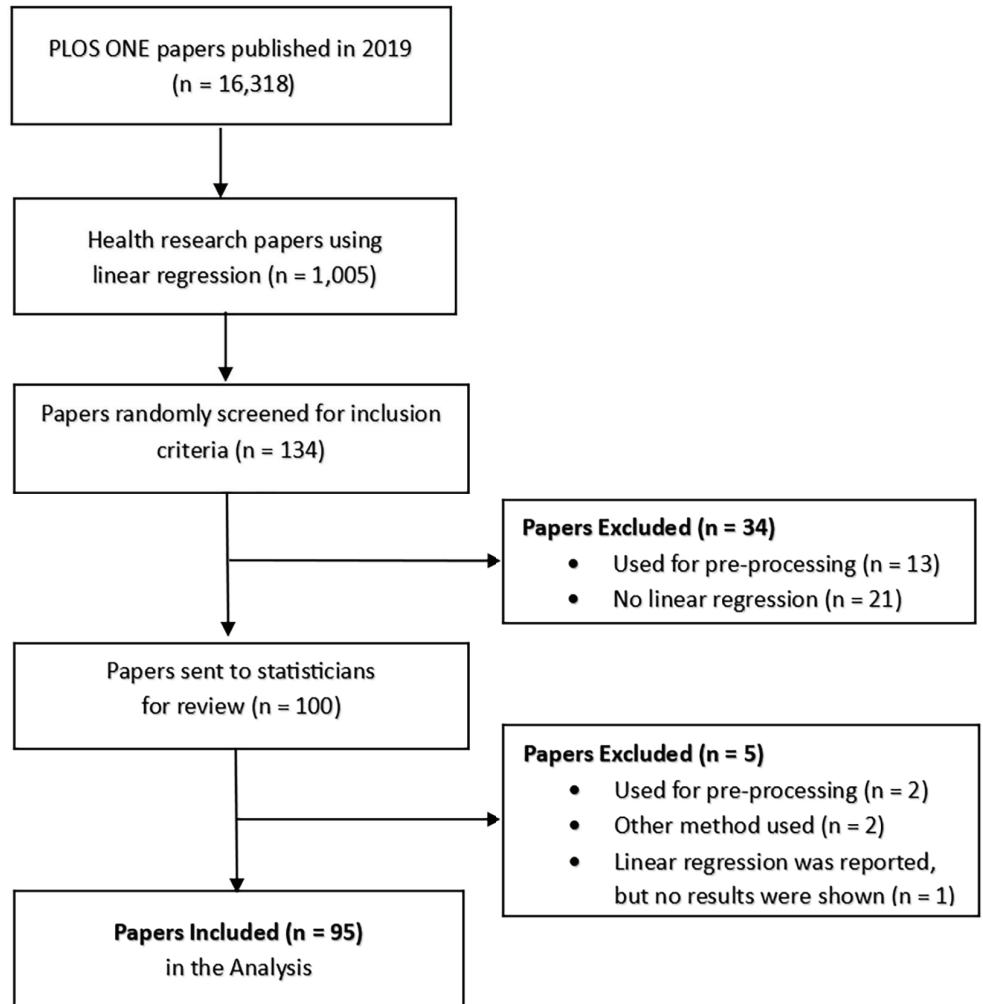 PLOS ONE papers published in 2019
(n = 16,318)
Health research papers using
linear regression (n = 1,005)
Papers randomly screened for inclusion
criteria (n = 134)
Papers Excluded (n = 34)
• Used for pre-processing (n = 13)
• No linear regression (n = 21)
Papers sent to statisticians
for review (n = 100)
Papers Excluded (n = 5)
• Used for pre-processing (n = 2)
• Other method used (n = 2)
• Linear regression was reported,
but no results were shown (n = 1)
Papers Included (n = 95)
in the Analysis